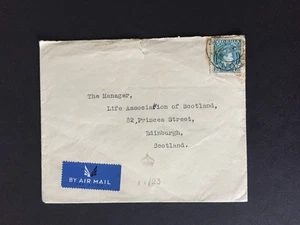 The Manager,
Life Association of Scotland,
82, Princes Street,
Edinburgh,
Scotland.
BY AIR MAIL